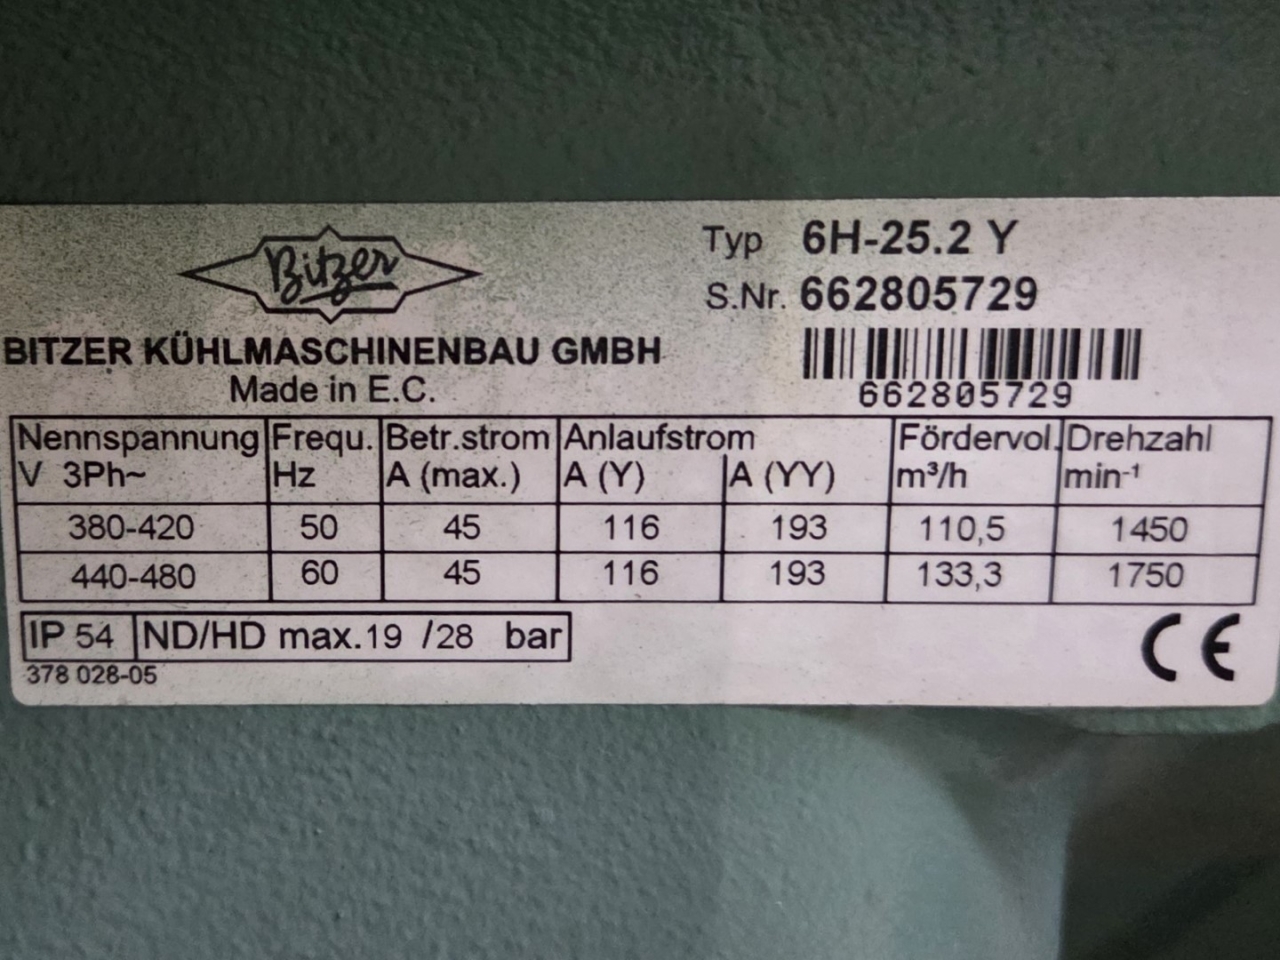 Bitzer
Typ 6H-25.2 Y
S.Nr. 662805729
BITZER KÜHLMASCHINENBAU GMBH
Made in E.C.
662805729
Nennspannung Frequ. Betr.strom Anlaufstrom Fördervol. Drehzahl
V 3Ph~ Hz A (max.) A (Y) A (YY) m³/h min⁻¹
380-420 50 45 116 193 110,5 1450
440-480 60 45 116 193 133,3 1750
IP 54 ND/HD max.19 /28 bar
378 028-05
CE